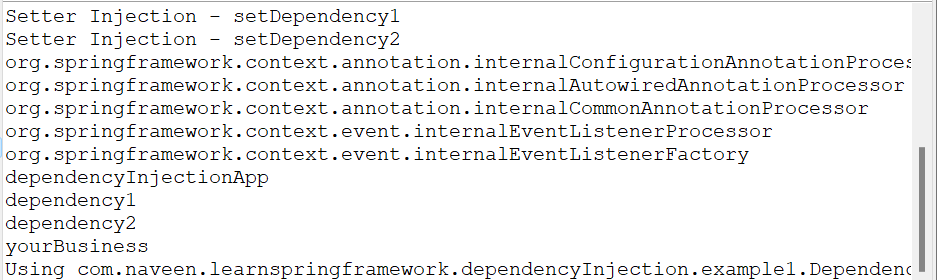 Setter Injection - setDependency1
Setter Injection - setDependency2
org.springframework.context.annotation.internalConfigurationAnnotationProces
org.springframework.context.annotation.internalAutowiredAnnotationProcessor
org.springframework.context.annotation.internalCommonAnnotationProcessor
org.springframework.context.event.internalEventListenerProcessor
org.springframework.context.event.internalEventListenerFactory
dependencyInjectionApp
dependency1
dependency2
yourBusiness
Using com.naveen.learnspringframework.dependencyInjection.example1.Dependenc